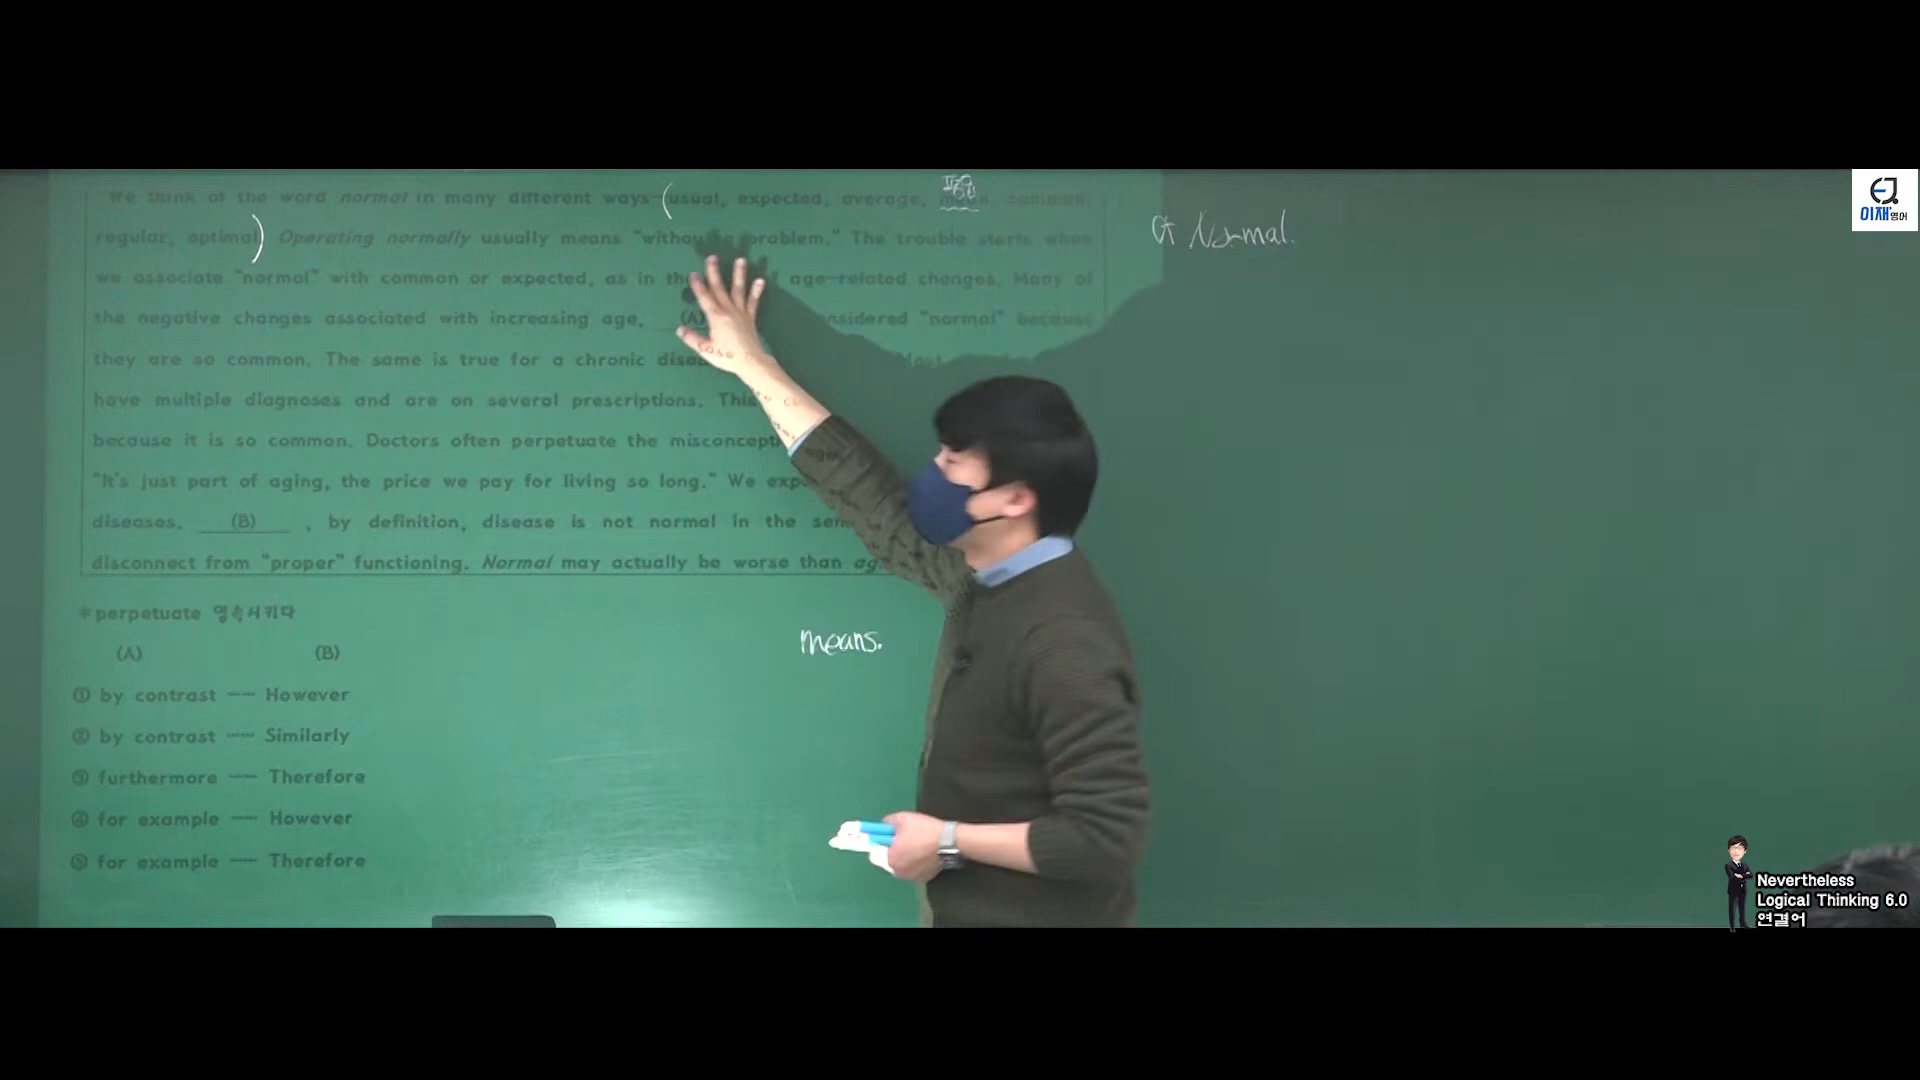 We think of the word normal in many different ways-(usual, expected, average, common,
regular, optimal) Operating normally usually means "without a problem." The trouble starts when
we associate "normal" with common or expected, as in the age-related changes. Many of
the negative changes associated with increasing age, (A) considered "normal" because
they are so common. The same is true for a chronic
have multiple diagnoses and are on several prescriptions.
because it is so common. Doctors often perpetuate the
"It's just part of aging, the price we pay for living so long." We
diseases. (B) , by definition, disease is not normal in the
disconnect from "proper" functioning. Normal may actually be worse than
*perpetuate 영속시키다
(A) (B)
① by contrast — However
② by contrast — Similarly
③ furthermore — Therefore
④ for example — However
⑤ for example — Therefore
means.
Normal.
EJ
이재영어
Nevertheless
Logical Thinking 6.0
연결어